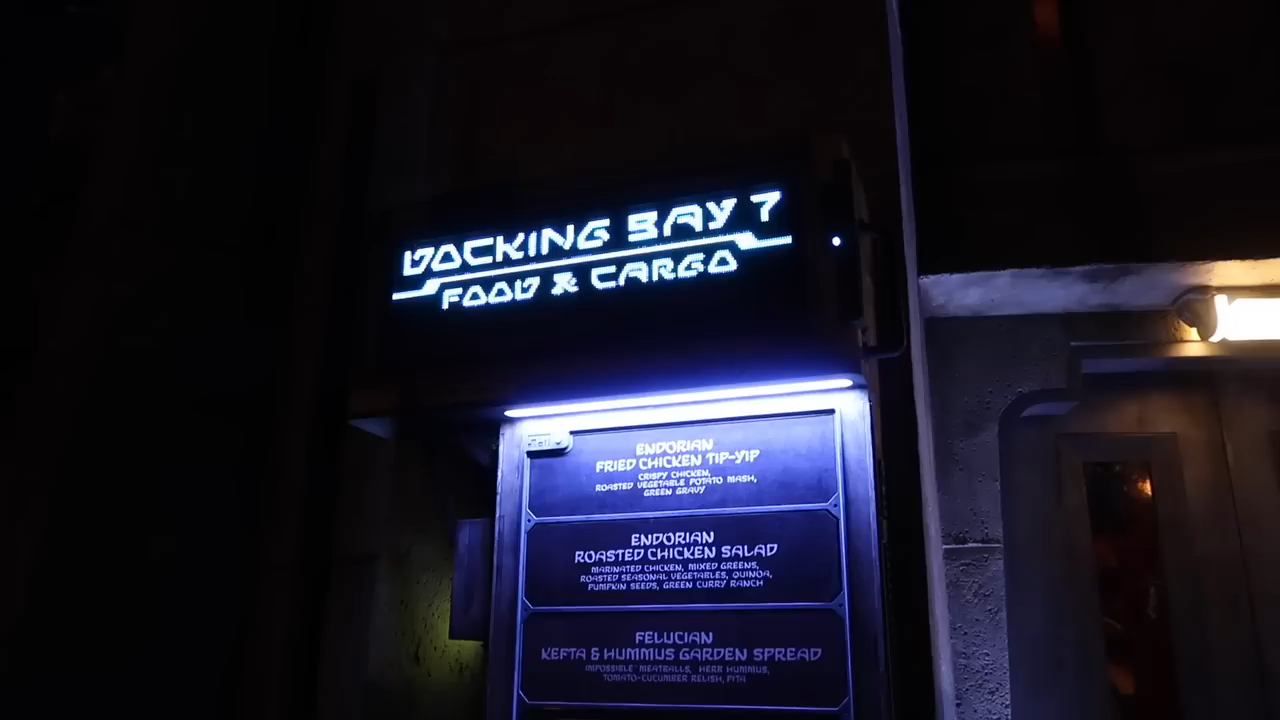 DOCKING BAY 7
FOOD & CARGO
ENDORIAN
FRIED CHICKEN TIP-YIP
CRISPY CHICKEN,
ROASTED VEGETABLE POTATO MASH,
GREEN GRAVY
ENDORIAN
ROASTED CHICKEN SALAD
MARINATED CHICKEN, MIXED GREENS,
ROASTED SEASONAL VEGETABLES, QUINOA,
PUMPKIN SEEDS, GREEN CURRY RANCH
FELUCIAN
KEFTA & HUMMUS GARDEN SPREAD
IMPOSSIBLE™ MEATBALLS, HERB HUMMUS,
TOMATO-CUCUMBER RELISH, PITA